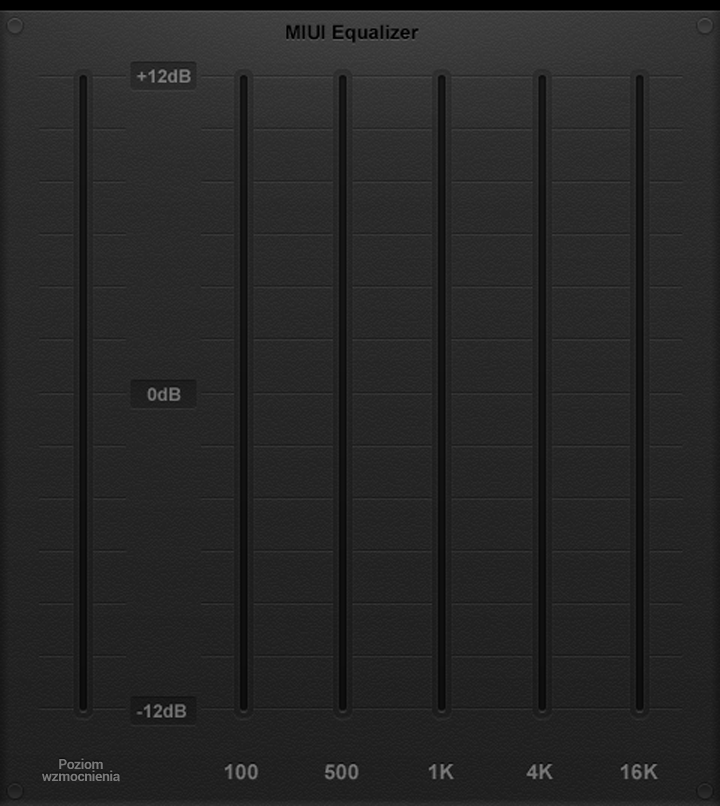 MIUI Equalizer
+12dB
0dB
-12dB
Poziom
wzmocnienia
100 500 1K 4K 16K